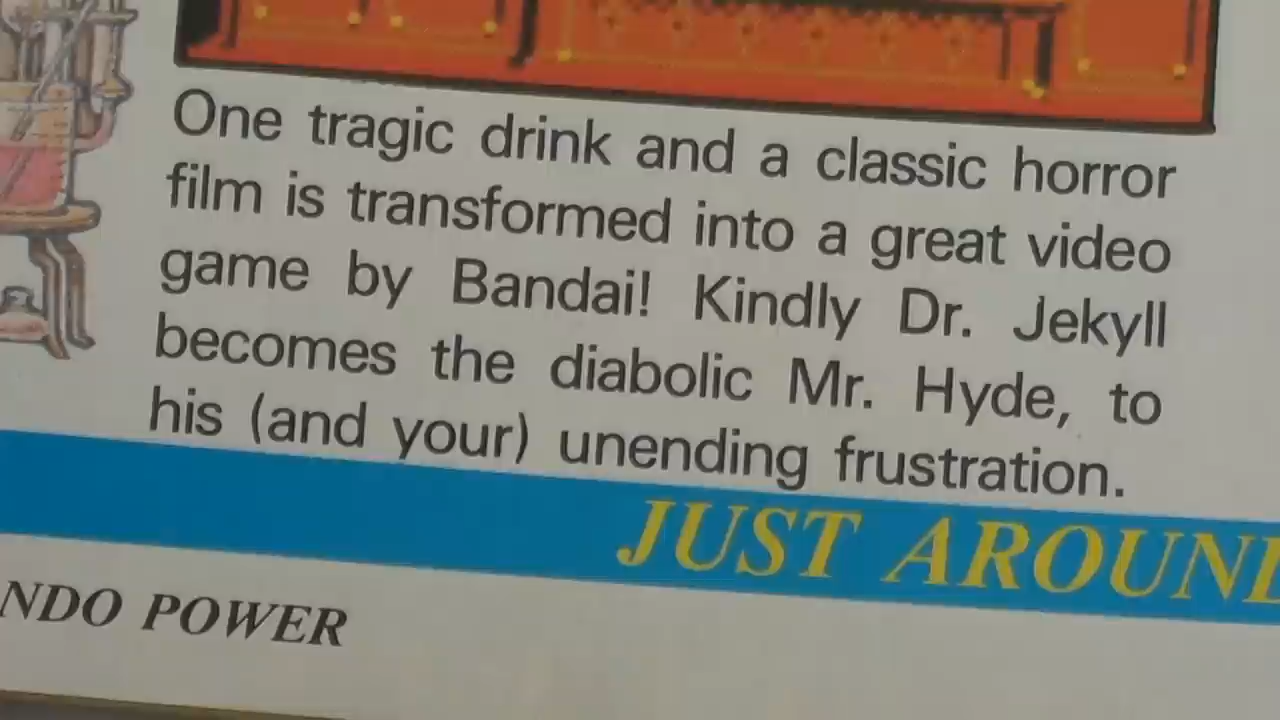 One tragic drink and a classic horror
film is transformed into a great video
game by Bandai! Kindly Dr. Jekyll
becomes the diabolic Mr. Hyde, to
his (and your) unending frustration.
JUST AROUND
NDO POWER